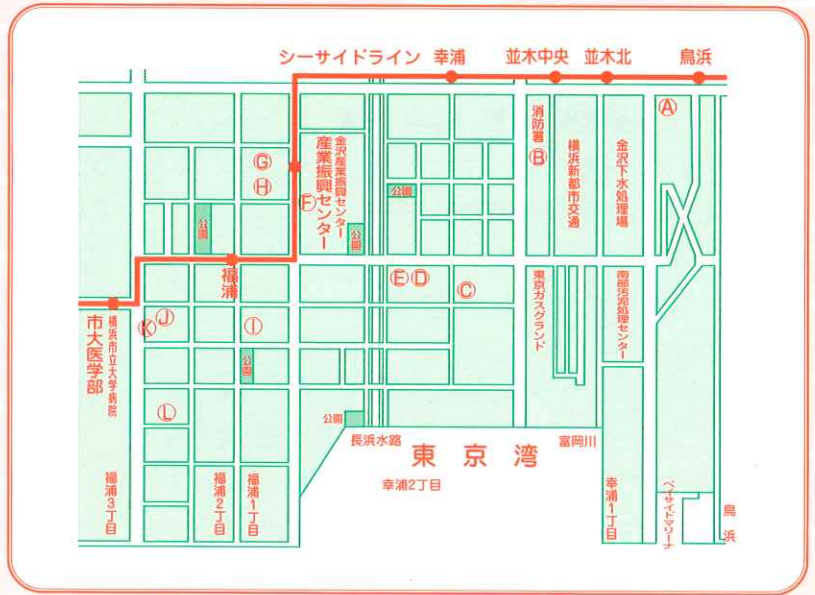 シーサイドライン
幸浦
並木中央
並木北
鳥浜
消防署
Ⓑ
横浜新都市交通
金沢下水処理場
Ⓐ
Ⓖ
Ⓗ
Ⓕ
金沢産業振興センター
産業振興センター
公園
公園
公園
福浦
Ⓔ
Ⓓ
Ⓒ
東京ガスグランド
南部汚泥処理センター
横浜市立大学病院
市大医学部
Ⓚ
Ⓙ
Ⓘ
公園
Ⓛ
公園
長浜水路
東京湾
富岡川
幸浦2丁目
福浦3丁目
福浦2丁目
福浦1丁目
幸浦1丁目
ベイサイドマリーナ
鳥浜